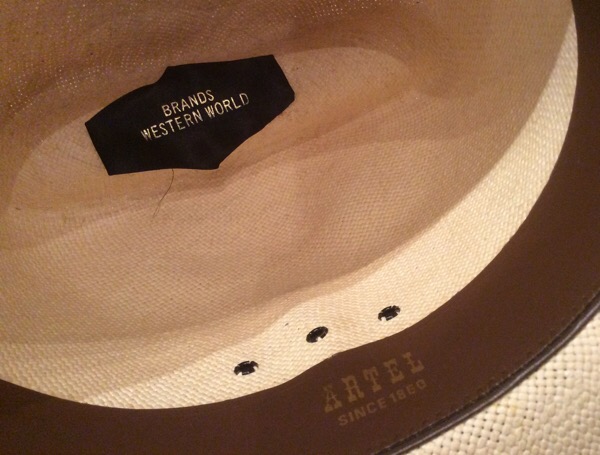 BRANDS
WESTERN WORLD
ARTEL
SINCE 1860